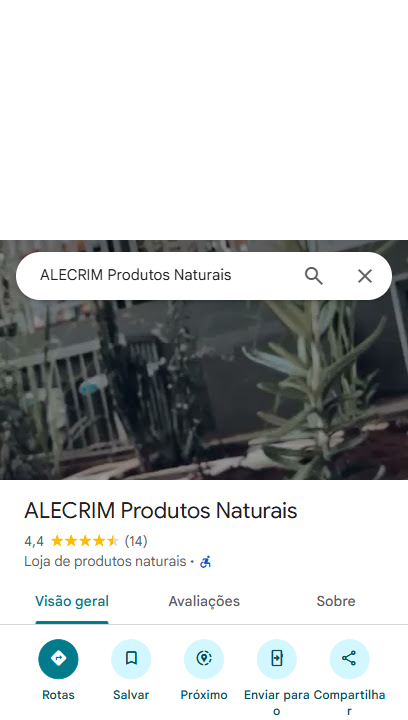 ALECRIM Produtos Naturais
ALECRIM Produtos Naturais
4,4 (14)
Loja de produtos naturais ·
Visão geral Avaliações Sobre
Rotas Salvar Próximo Enviar para o Compartilhar